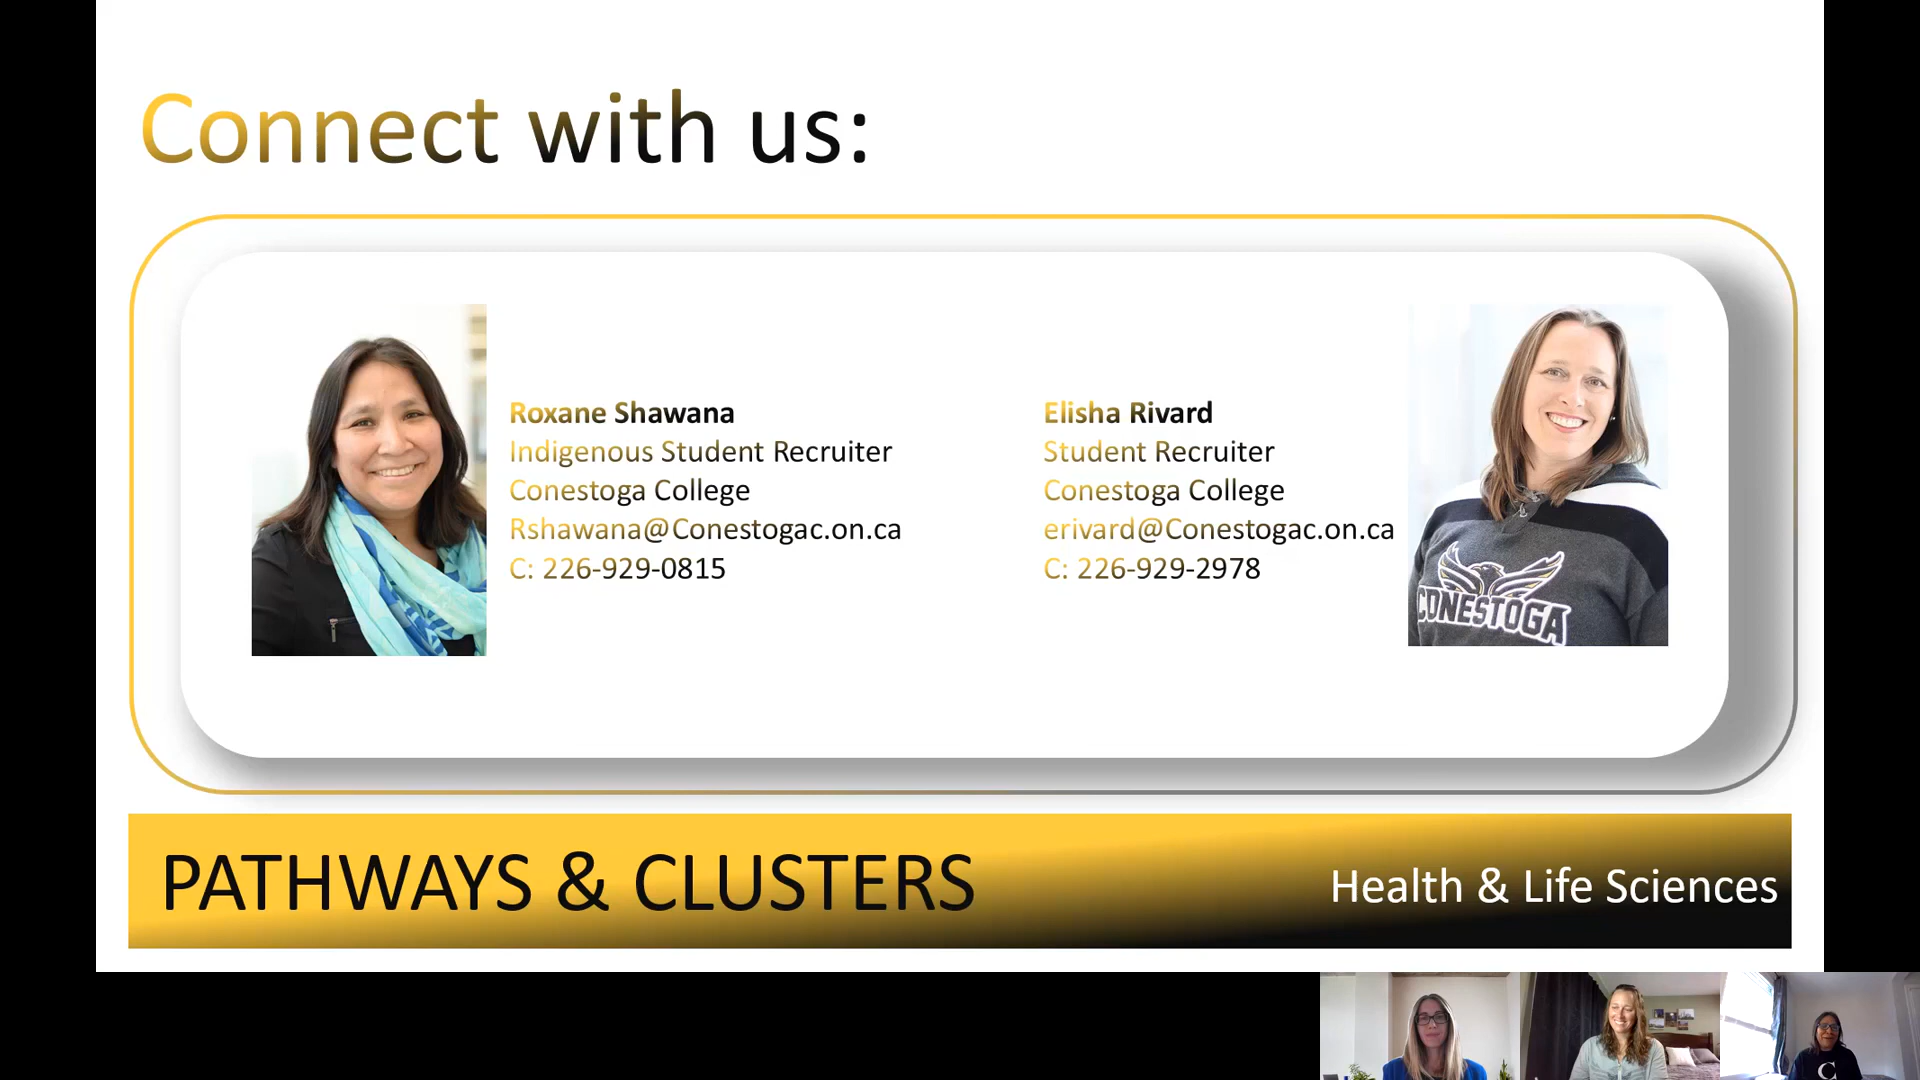 Connect with us:
Roxane Shawana
Indigenous Student Recruiter
Conestoga College
Rshawana@Conestogac.on.ca
C: 226-929-0815
Elisha Rivard
Student Recruiter
Conestoga College
erivard@Conestogac.on.ca
C: 226-929-2978
CONESTOGA
PATHWAYS & CLUSTERS
Health & Life Sciences
C